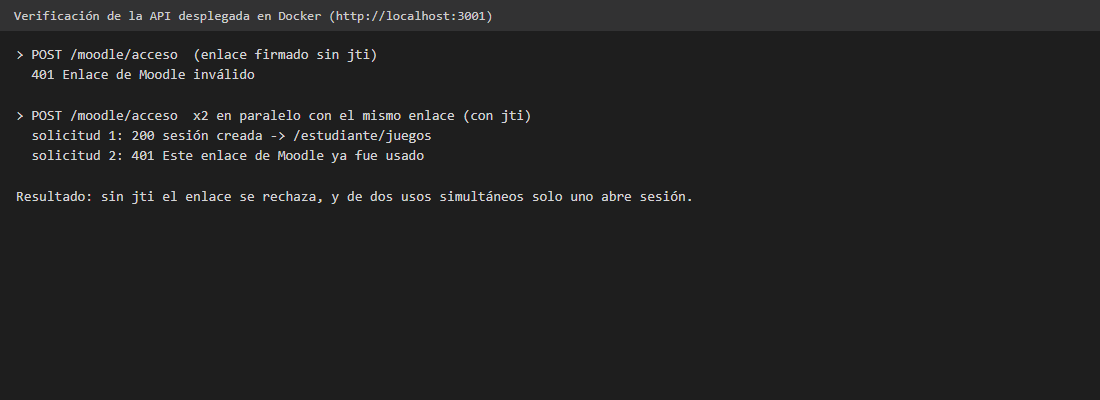 Verificación de la API desplegada en Docker (http://localhost:3001)
> POST /moodle/acceso  (enlace firmado sin jti)
401 Enlace de Moodle inválido
> POST /moodle/acceso  x2 en paralelo con el mismo enlace (con jti)
solicitud 1: 200 sesión creada -> /estudiante/juegos
solicitud 2: 401 Este enlace de Moodle ya fue usado
Resultado: sin jti el enlace se rechaza, y de dos usos simultáneos solo uno abre sesión.